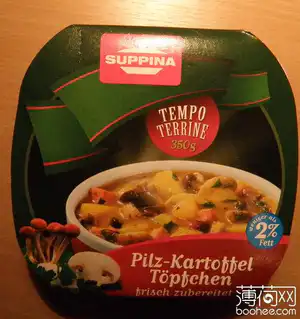 SUPPINA
TEMPO
TERRINE
350g
weniger als
2%
Fett
Pilz-Kartoffel
Töpfchen
frisch zubereitet
薄荷网
boohee.com